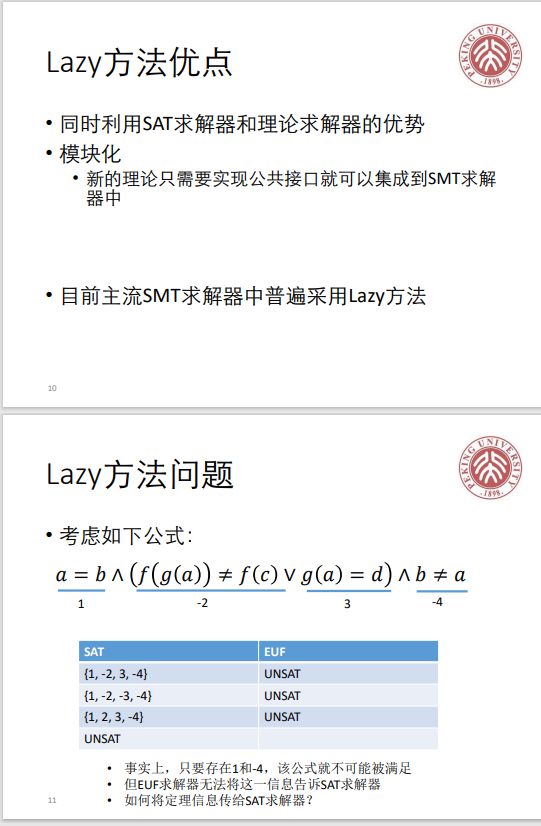 Lazy方法优点
PEKING UNIVERSITY
1898
• 同时利用SAT求解器和理论求解器的优势
• 模块化
• 新的理论只需要实现公共接口就可以集成到SMT求解
器中
• 目前主流SMT求解器中普遍采用Lazy方法
10
Lazy方法问题
PEKING UNIVERSITY
1898
• 考虑如下公式：
a = b ∧ (f(g(a)) ≠ f(c) ∨ g(a) = d) ∧ b ≠ a
1 -2 3 -4
SAT EUF
{1, -2, 3, -4} UNSAT
{1, -2, -3, -4} UNSAT
{1, 2, 3, -4} UNSAT
UNSAT
• 事实上，只要存在1和-4，该公式就不可能被满足
• 但EUF求解器无法将这一信息告诉SAT求解器
• 如何将定理信息传给SAT求解器？
11